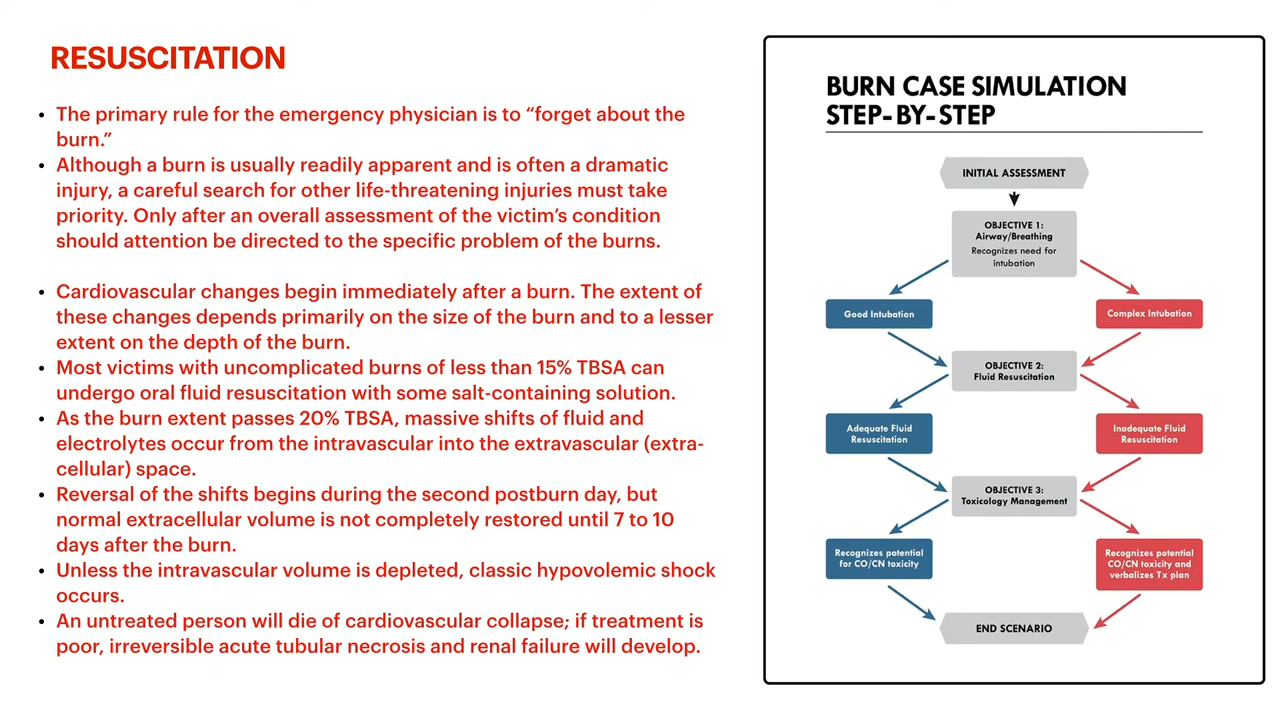 RESUSCITATION
• The primary rule for the emergency physician is to “forget about the
burn.”
• Although a burn is usually readily apparent and is often a dramatic
injury, a careful search for other life-threatening injuries must take
priority. Only after an overall assessment of the victim’s condition
should attention be directed to the specific problem of the burns.
• Cardiovascular changes begin immediately after a burn. The extent of
these changes depends primarily on the size of the burn and to a lesser
extent on the depth of the burn.
• Most victims with uncomplicated burns of less than 15% TBSA can
undergo oral fluid resuscitation with some salt-containing solution.
• As the burn extent passes 20% TBSA, massive shifts of fluid and
electrolytes occur from the intravascular into the extravascular (extra-
cellular) space.
• Reversal of the shifts begins during the second postburn day, but
normal extracellular volume is not completely restored until 7 to 10
days after the burn.
• Unless the intravascular volume is depleted, classic hypovolemic shock
occurs.
• An untreated person will die of cardiovascular collapse; if treatment is
poor, irreversible acute tubular necrosis and renal failure will develop.
BURN CASE SIMULATION
STEP-BY-STEP
INITIAL ASSESSMENT
OBJECTIVE 1:
Airway/Breathing
Recognizes need for
intubation
Good Intubation
Complex Intubation
OBJECTIVE 2:
Fluid Resuscitation
Adequate Fluid
Resuscitation
Inadequate Fluid
Resuscitation
OBJECTIVE 3:
Toxicology Management
Recognizes potential
for CO/CN toxicity
Recognizes potential
CO/CN toxicity and
verbalizes Tx plan
END SCENARIO